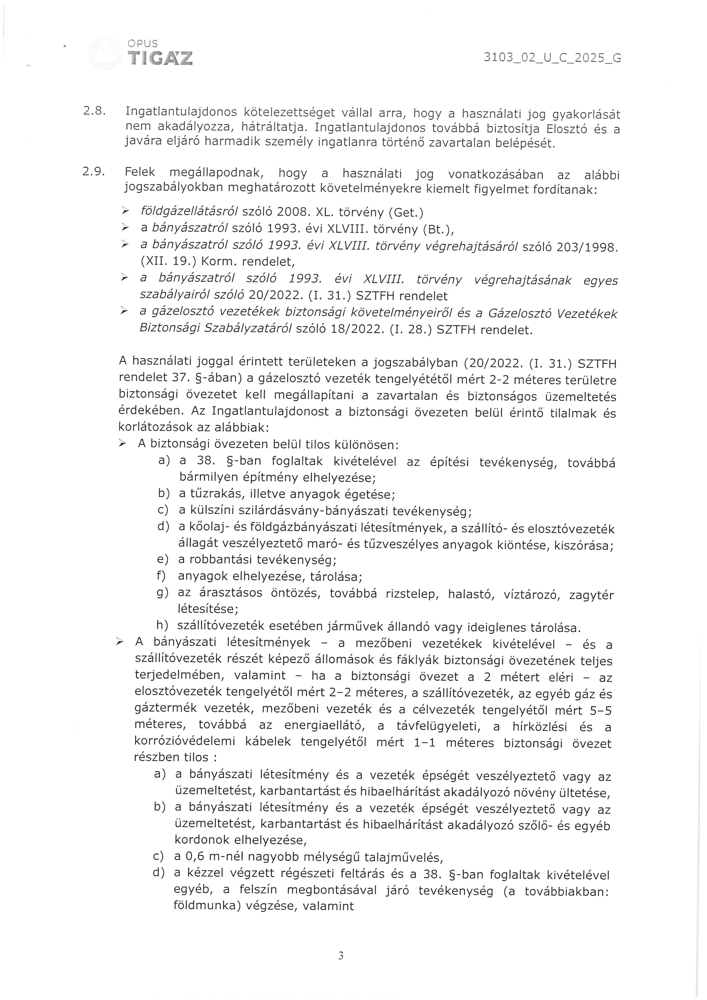 OPUS
TIGÁZ
3103_02_U_C_2025_G
2.8. Ingatlantulajdonos kötelezettséget vállal arra, hogy a használati jog gyakorlását
nem akadályozza, hátráltatja. Ingatlantulajdonos továbbá biztosítja Elosztó és a
javára eljáró harmadik személy ingatlanra történő zavartalan belépését.
2.9. Felek megállapodnak, hogy a használati jog vonatkozásában az alábbi
jogszabályokban meghatározott követelményekre kiemelt figyelmet fordítanak:
➢ földgázellátásról szóló 2008. XL. törvény (Get.)
➢ a bányászatról szóló 1993. évi XLVIII. törvény (Bt.),
➢ a bányászatról szóló 1993. évi XLVIII. törvény végrehajtásáról szóló 203/1998.
(XII. 19.) Korm. rendelet,
➢ a bányászatról szóló 1993. évi XLVIII. törvény végrehajtásának egyes
szabályairól szóló 20/2022. (I. 31.) SZTFH rendelet
➢ a gázelosztó vezetékek biztonsági követelményeiről és a Gázelosztó Vezetékek
Biztonsági Szabályzatáról szóló 18/2022. (I. 28.) SZTFH rendelet.
A használati joggal érintett területeken a jogszabályban (20/2022. (I. 31.) SZTFH
rendelet 37. §-ában) a gázelosztó vezeték tengelyététől mért 2-2 méteres területre
biztonsági övezetet kell megállapítani a zavartalan és biztonságos üzemeltetés
érdekében. Az Ingatlantulajdonost a biztonsági övezeten belül érintő tilalmak és
korlátozások az alábbiak:
➢ A biztonsági övezeten belül tilos különösen:
a) a 38. §-ban foglaltak kivételével az építési tevékenység, továbbá
bármilyen építmény elhelyezése;
b) a tűzrakás, illetve anyagok égetése;
c) a külszíni szilárdásvány-bányászati tevékenység;
d) a kőolaj- és földgázbányászati létesítmények, a szállító- és elosztóvezeték
állagát veszélyeztető maró- és tűzveszélyes anyagok kiöntése, kiszórása;
e) a robbantási tevékenység;
f) anyagok elhelyezése, tárolása;
g) az árasztásos öntözés, továbbá rizstelep, halastó, víztározó, zagytér
létesítése;
h) szállítóvezeték esetében járművek állandó vagy ideiglenes tárolása.
➢ A bányászati létesítmények – a mezőbeni vezetékek kivételével – és a
szállítóvezeték részét képező állomások és fáklyák biztonsági övezetének teljes
terjedelmében, valamint – ha a biztonsági övezet a 2 métert eléri – az
elosztóvezeték tengelyétől mért 2–2 méteres, a szállítóvezeték, az egyéb gáz és
gáztermék vezeték, mezőbeni vezeték és a célvezeték tengelyétől mért 5–5
méteres, továbbá az energiaellátó, a távfelügyeleti, a hírközlési és a
korrózióvédelemi kábelek tengelyétől mért 1–1 méteres biztonsági övezet
részben tilos :
a) a bányászati létesítmény és a vezeték épségét veszélyeztető vagy az
üzemeltetést, karbantartást és hibaelhárítást akadályozó növény ültetése,
b) a bányászati létesítmény és a vezeték épségét veszélyeztető vagy az
üzemeltetést, karbantartást és hibaelhárítást akadályozó szőlő- és egyéb
kordonok elhelyezése,
c) a 0,6 m-nél nagyobb mélységű talajművelés,
d) a kézzel végzett régészeti feltárás és a 38. §-ban foglaltak kivételével
egyéb, a felszín megbontásával járó tevékenység (a továbbiakban:
földmunka) végzése, valamint
3